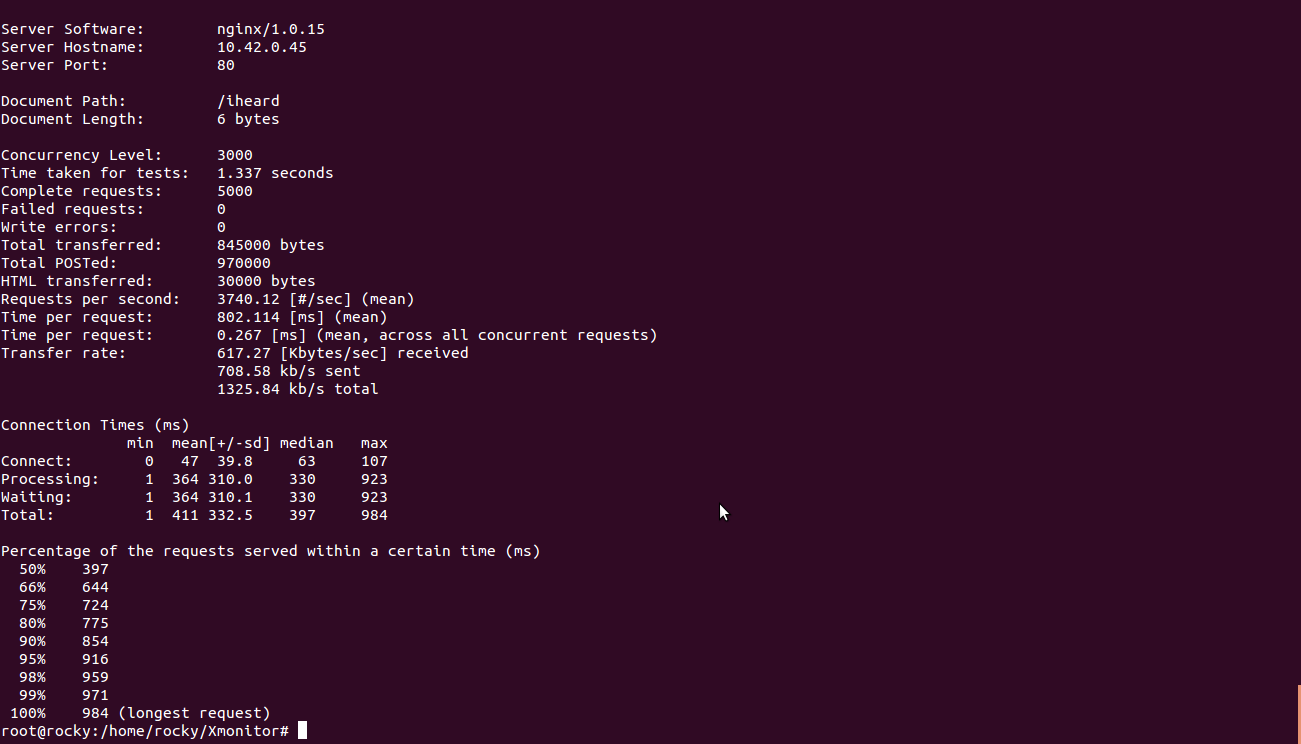 Server Software:        nginx/1.0.15
Server Hostname:        10.42.0.45
Server Port:            80
Document Path:          /iheard
Document Length:        6 bytes
Concurrency Level:      3000
Time taken for tests:   1.337 seconds
Complete requests:      5000
Failed requests:        0
Write errors:           0
Total transferred:      845000 bytes
Total POSTed:           970000
HTML transferred:       30000 bytes
Requests per second:    3740.12 [#/sec] (mean)
Time per request:       802.114 [ms] (mean)
Time per request:       0.267 [ms] (mean, across all concurrent requests)
Transfer rate:          617.27 [Kbytes/sec] received
                        708.58 kb/s sent
                        1325.84 kb/s total
Connection Times (ms)
              min  mean[+/-sd] median   max
Connect:        0   47  39.8     63     107
Processing:     1  364 310.0    330     923
Waiting:        1  364 310.1    330     923
Total:          1  411 332.5    397     984
Percentage of the requests served within a certain time (ms)
  50%    397
  66%    644
  75%    724
  80%    775
  90%    854
  95%    916
  98%    959
  99%    971
 100%    984 (longest request)
root@rocky:/home/rocky/Xmonitor#